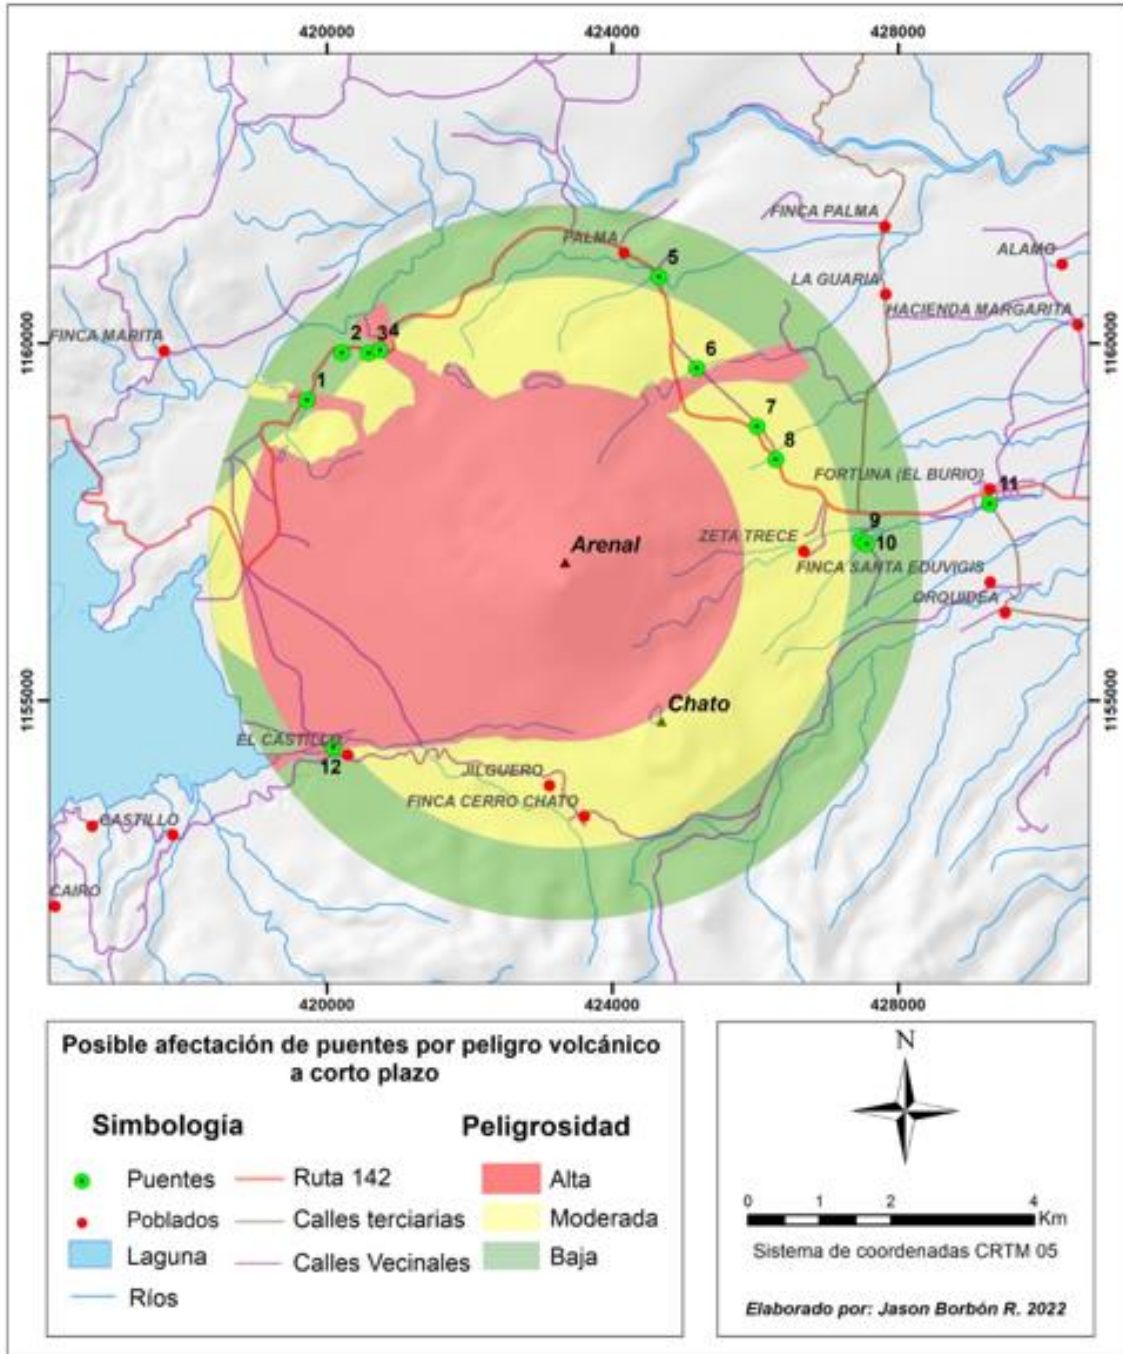 420000
424000
428000
FINCA PALMA
PALMA
ALAMO
5
LA GUARIA
HACIENDA MARGARITA
FINCA MARITA
1160000
1160000
2
3
4
6
1
7
8
FORTUNA (EL BURIO)
11
9
ZETA TRECE
10
Arenal
FINCA SANTA EDUVIGIS
ORQUIDEA
1155000
1155000
Chato
EL CASTILLO
12
JILGUERO
FINCA CERRO CHATO
CASTILLO
CAIRO
420000
424000
428000
Posible afectación de puentes por peligro volcánico
a corto plazo
Simbología
Peligrosidad
Puentes
Ruta 142
Alta
Poblados
Calles terciarias
Moderada
Laguna
Calles Vecinales
Baja
Ríos
N
0 1 2 4
Km
Sistema de coordenadas CRTM 05
Elaborado por: Jason Borbón R. 2022